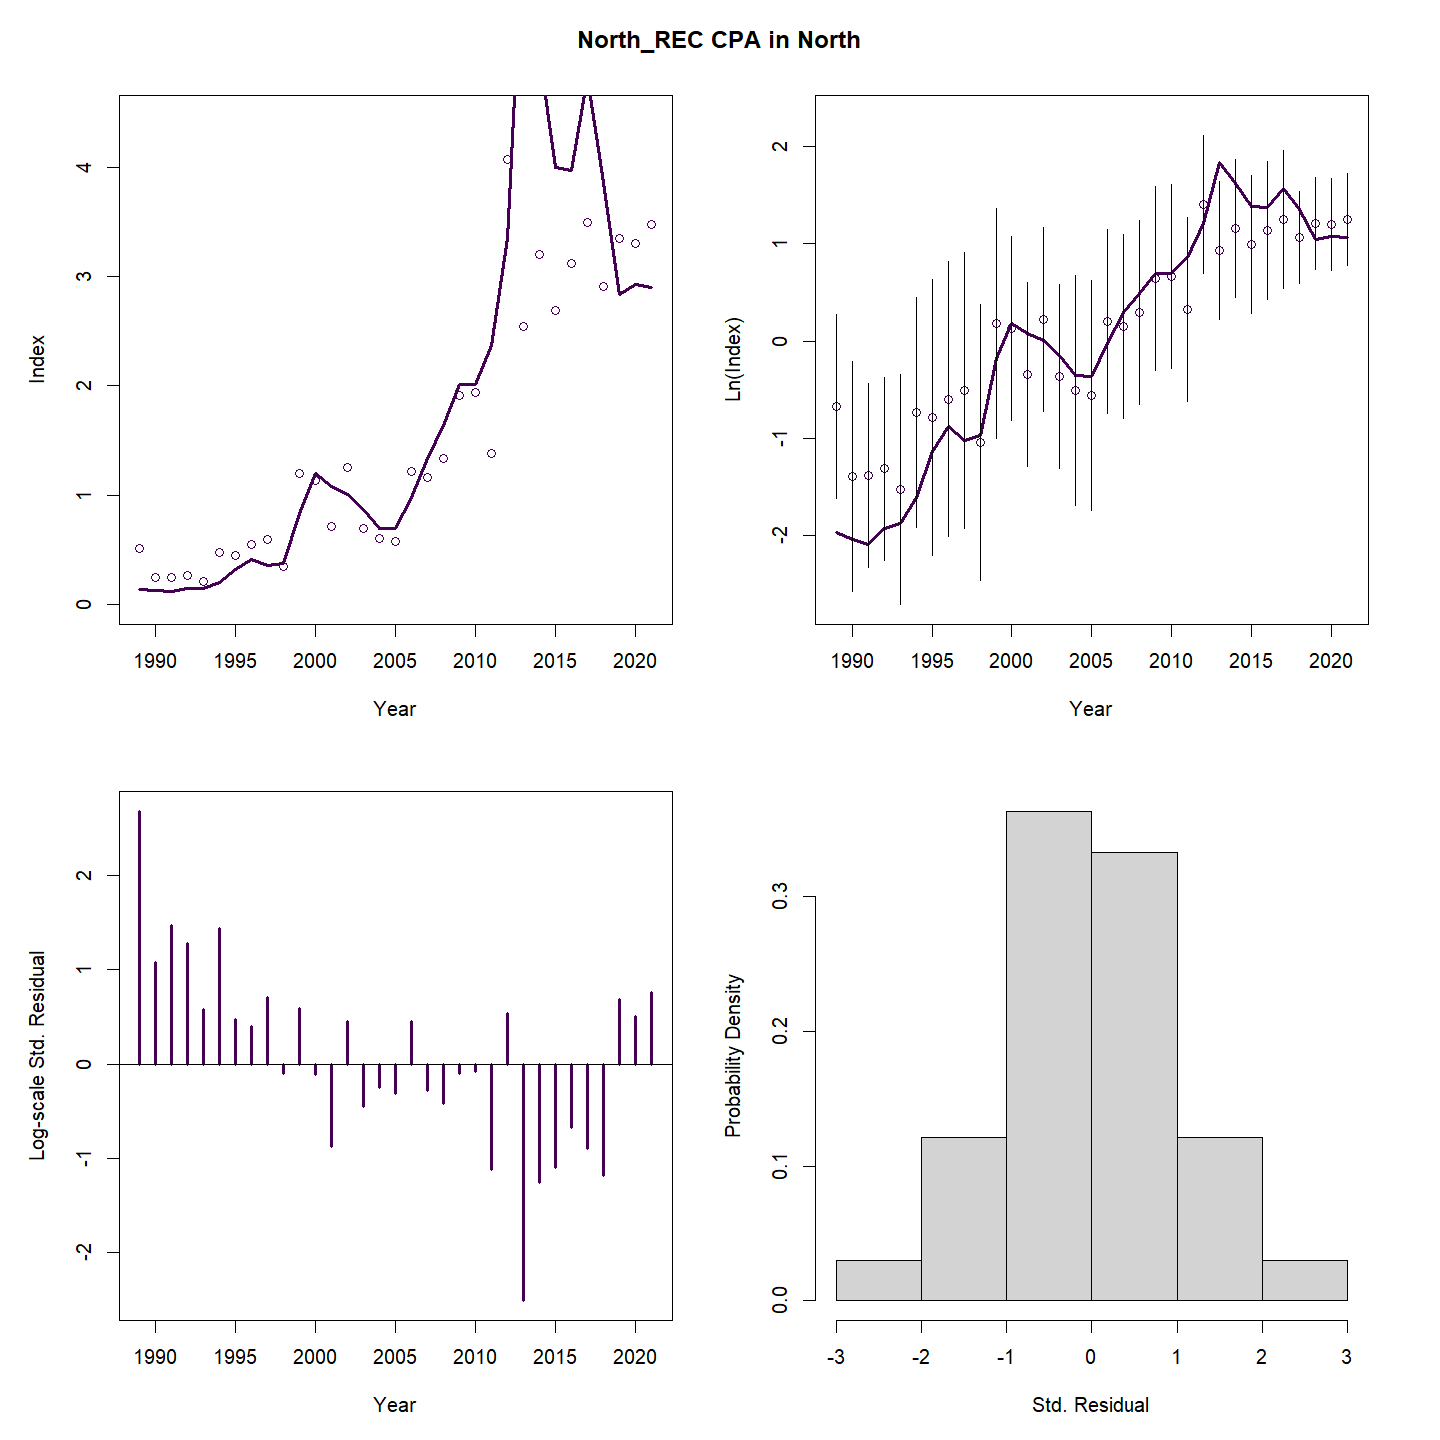 North_REC CPA in North
Index
4
3
2
1
0
1990 1995 2000 2005 2010 2015 2020
Year
Ln(Index)
2
1
0
-1
-2
1990 1995 2000 2005 2010 2015 2020
Year
Log-scale Std. Residual
2
1
0
-1
-2
1990 1995 2000 2005 2010 2015 2020
Year
Probability Density
0.3
0.2
0.1
0.0
-3 -2 -1 0 1 2 3
Std. Residual